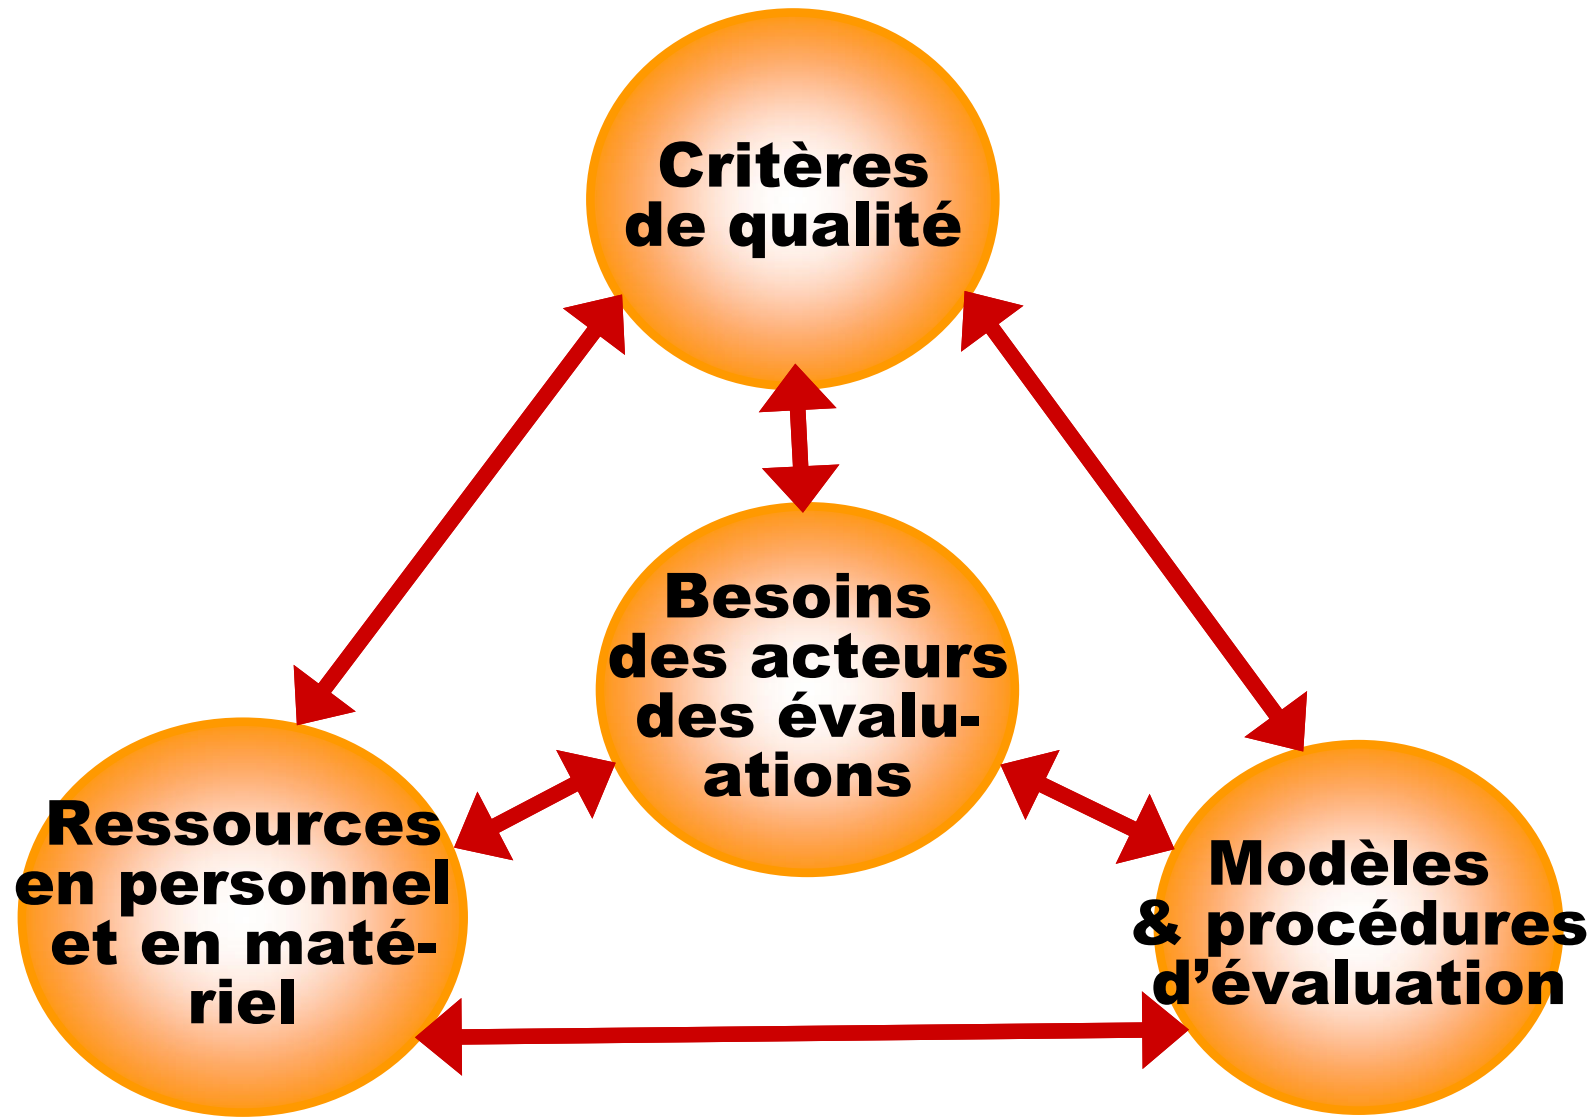 Critères
de qualité
Besoins
des acteurs
des évalu-
ations
Ressources
en personnel
et en maté-
riel
Modèles
& procédures
d’évaluation